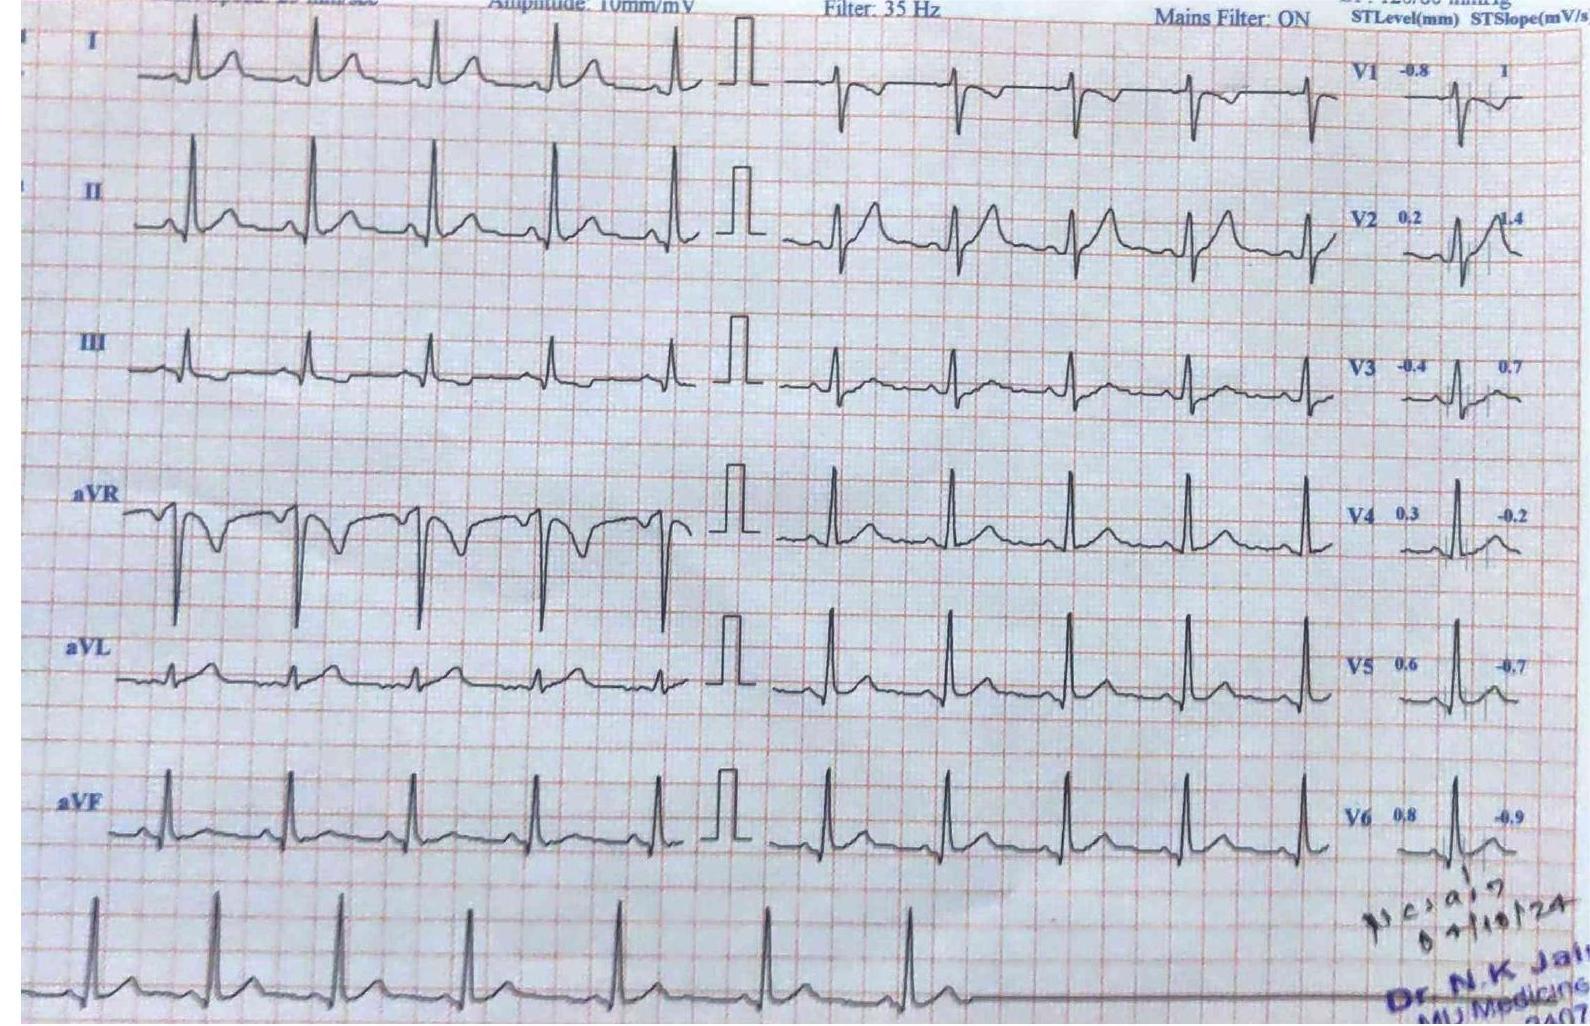 Amplitude: 10mm/mV Filter: 35 Hz Mains Filter: ON
STLevel(mm) STSlope(mV/s
I
V1 -0.8 1
II
V2 0.2 1.4
III
V3 -0.4 0.7
aVR
V4 0.3 -0.2
aVL
V5 0.6 -0.7
aVF
V6 0.8 -0.9
Dr. N.K Jai
MD Medicine